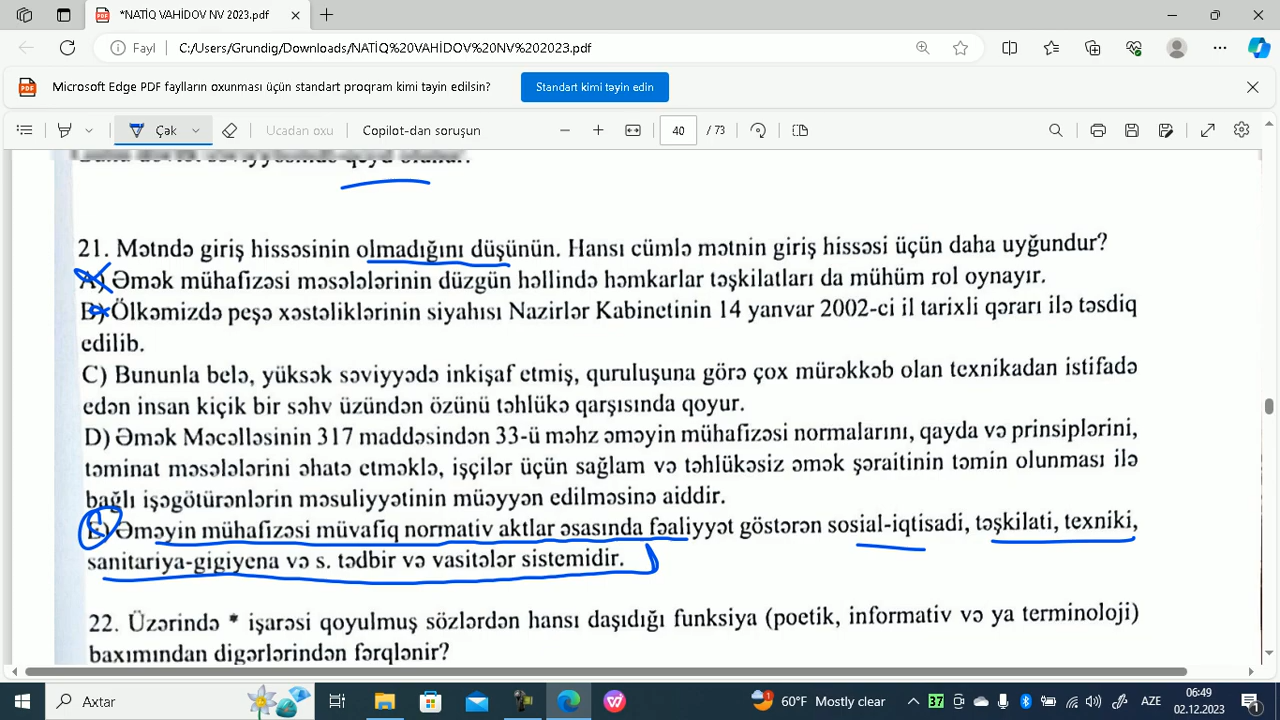 *NATİQ VAHİDOV NV 2023.pdf
Fayl C:/Users/Grundig/Downloads/NATİQ%20VAHİDOV%20NV%202023.pdf
Microsoft Edge PDF faylların oxunması üçün standart proqram kimi təyin edilsin? Standart kimi təyin edin
Çək Ucadan oxu Copilot-dan soruşun 40 / 73
21. Mətndə giriş hissəsinin olmadığını düşünün. Hansı cümlə mətnin giriş hissəsi üçün daha uyğundur?
A) Əmək mühafizəsi məsələlərinin düzgün həllində həmkarlar təşkilatları da mühüm rol oynayır.
B) Ölkəmizdə peşə xəstəliklərinin siyahısı Nazirlər Kabinetinin 14 yanvar 2002-ci il tarixli qərarı ilə təsdiq
edilib.
C) Bununla belə, yüksək səviyyədə inkişaf etmiş, quruluşuna görə çox mürəkkəb olan texnikadan istifadə
edən insan kiçik bir səhv üzündən özünü təhlükə qarşısında qoyur.
D) Əmək Məcəlləsinin 317 maddəsindən 33-ü məhz əməyin mühafizəsi normalarını, qayda və prinsiplərini,
təminat məsələlərini əhatə etməklə, işçilər üçün sağlam və təhlükəsiz əmək şəraitinin təmin olunması ilə
bağlı işəgötürənlərin məsuliyyətinin müəyyən edilməsinə aiddir.
E) Əməyin mühafizəsi müvafiq normativ aktlar əsasında fəaliyyət göstərən sosial-iqtisadi, təşkilati, texniki,
sanitariya-gigiyena və s. tədbir və vasitələr sistemidir.
22. Üzərində * işarəsi qoyulmuş sözlərdən hansı daşıdığı funksiya (poetik, informativ və ya terminoloji)
baxımından digərlərindən fərqlənir?
Axtar 60°F Mostly clear 37 AZE 06:49
02.12.2023